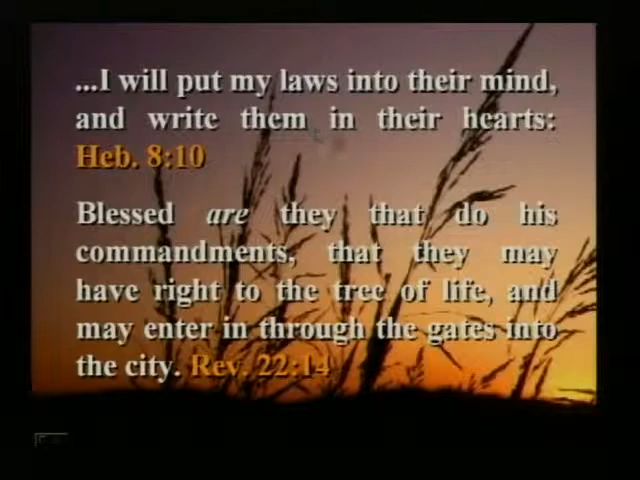 ...I will put my laws into their mind,
and write them in their hearts:
Heb. 8:10
Blessed are they that do his
commandments, that they may
have right to the tree of life, and
may enter in through the gates into
the city. Rev. 22:14